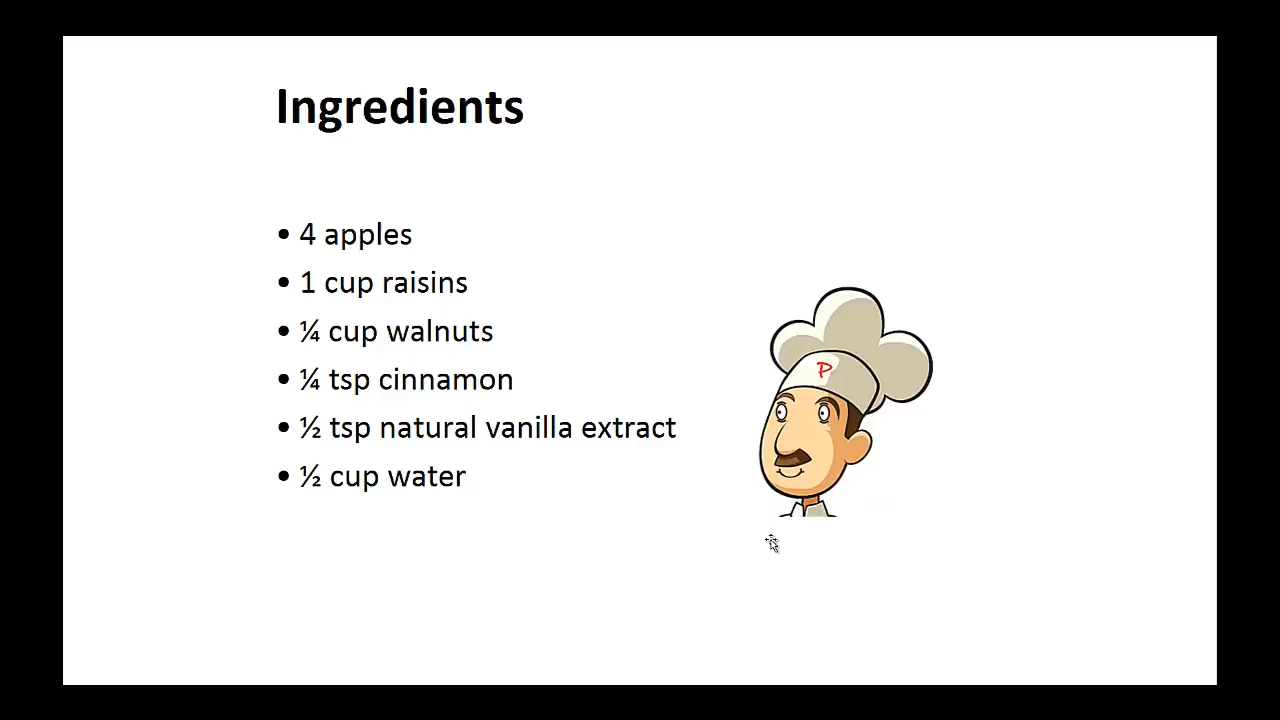 Ingredients
• 4 apples
• 1 cup raisins
• ¼ cup walnuts
• ¼ tsp cinnamon
• ½ tsp natural vanilla extract
• ½ cup water
P